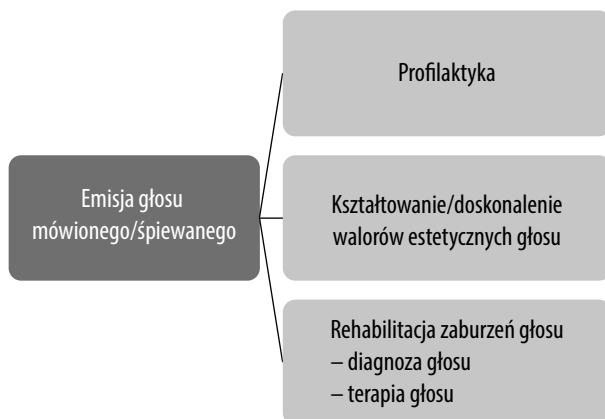 Profilaktyka
Emisja głosu
mówionego/śpiewanego
Kształtowanie/doskonalenie
walorów estetycznych głosu
Rehabilitacja zaburzeń głosu
– diagnoza głosu
– terapia głosu